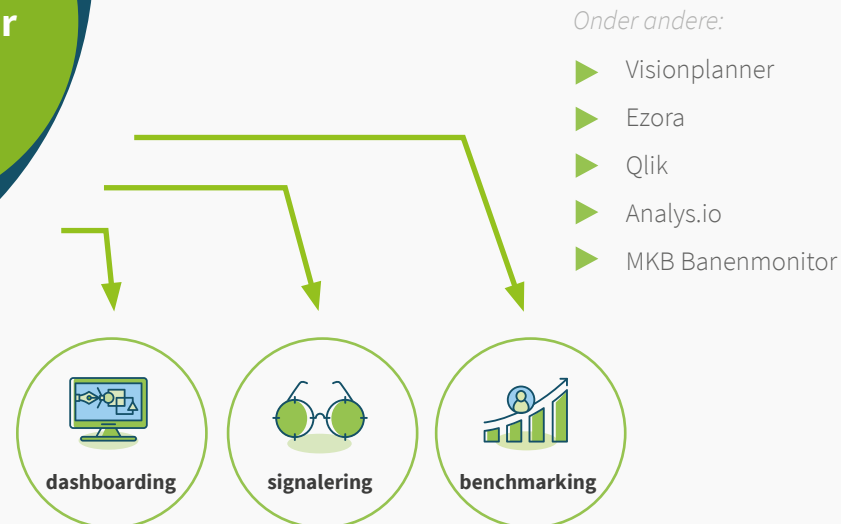 r
Onder andere:
Visionplanner
Ezora
Qlik
Analys.io
MKB Banenmonitor
dashboarding
signalering
benchmarking